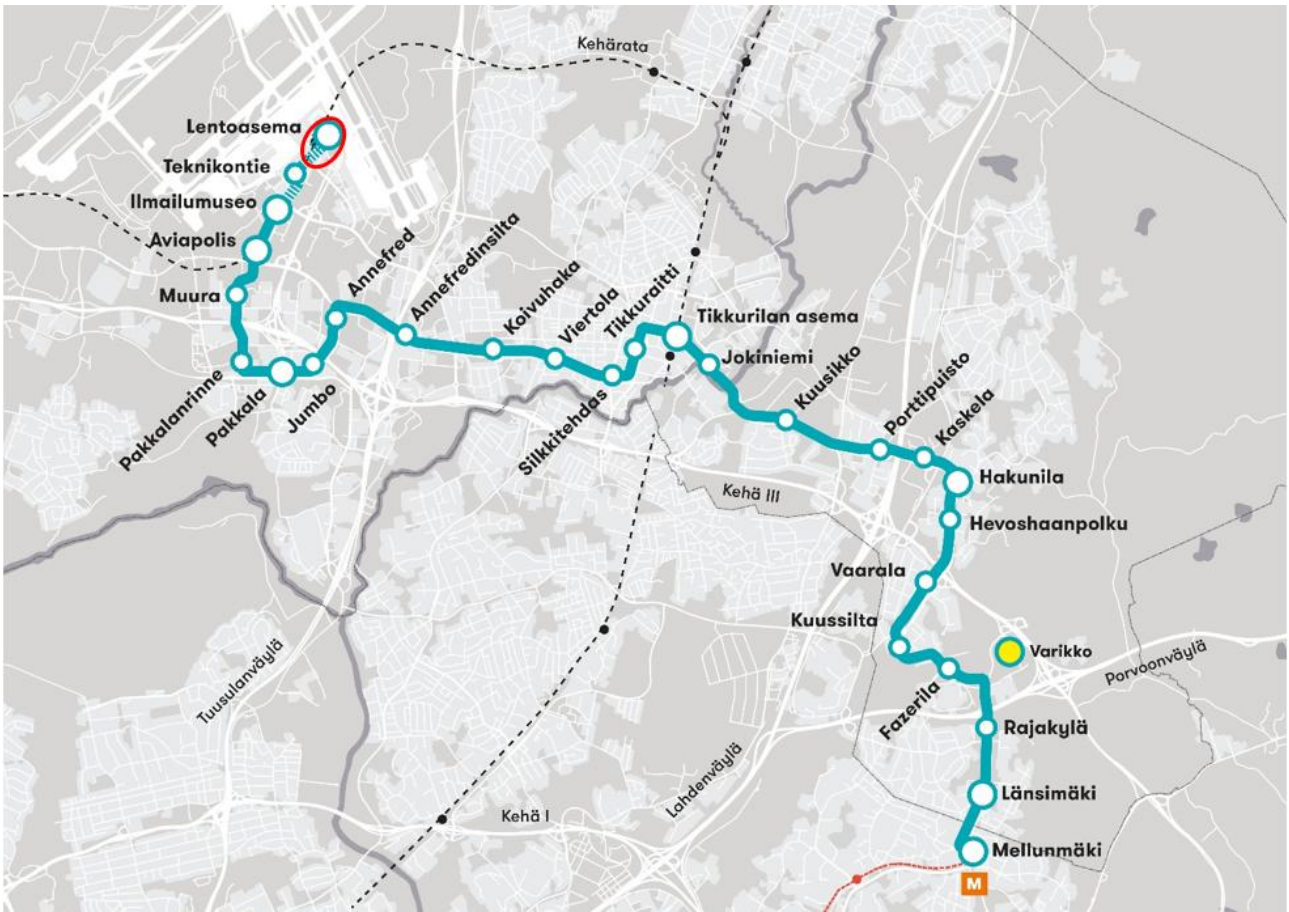 Kehärata
Lentoasema
Teknikontie
Ilmailumuseo
Aviapolis
Muura
Pakkalanrinne
Pakkala
Jumbo
Annefred
Annefredinsilta
Koivuhaka
Viertola
Silkkitehdas
Tikkuraitti
Tikkurilan asema
Jokiniemi
Kuusikko
Porttipuisto
Kaskela
Hakunila
Hevoshaanpolku
Kehä III
Vaarala
Kuussilta
Varikko
Porvoonväylä
Fazerila
Rajakylä
Länsimäki
Mellunmäki
M
Tuusulanväylä
Lahdenväylä
Kehä I